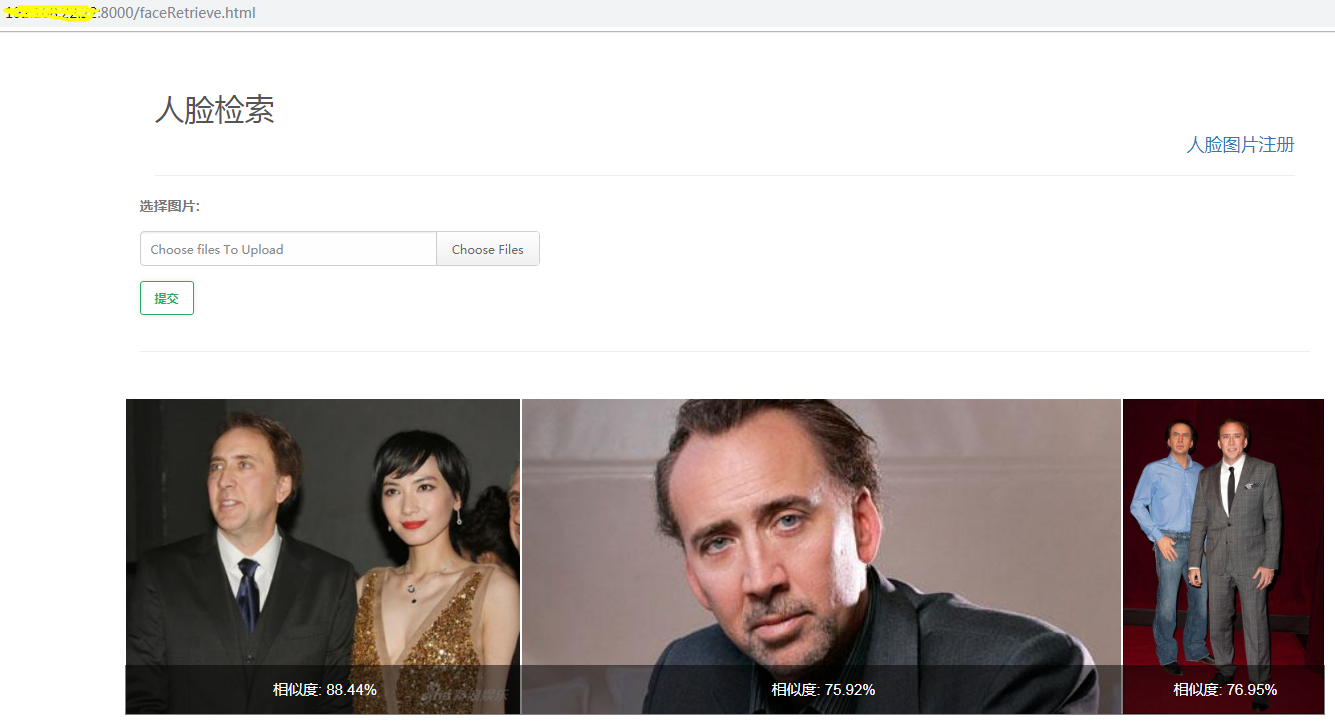 :8000/faceRetrieve.html
人脸检索
人脸图片注册
选择图片:
Choose files To Upload
Choose Files
提交
相似度: 88.44%
相似度: 75.92%
相似度: 76.95%